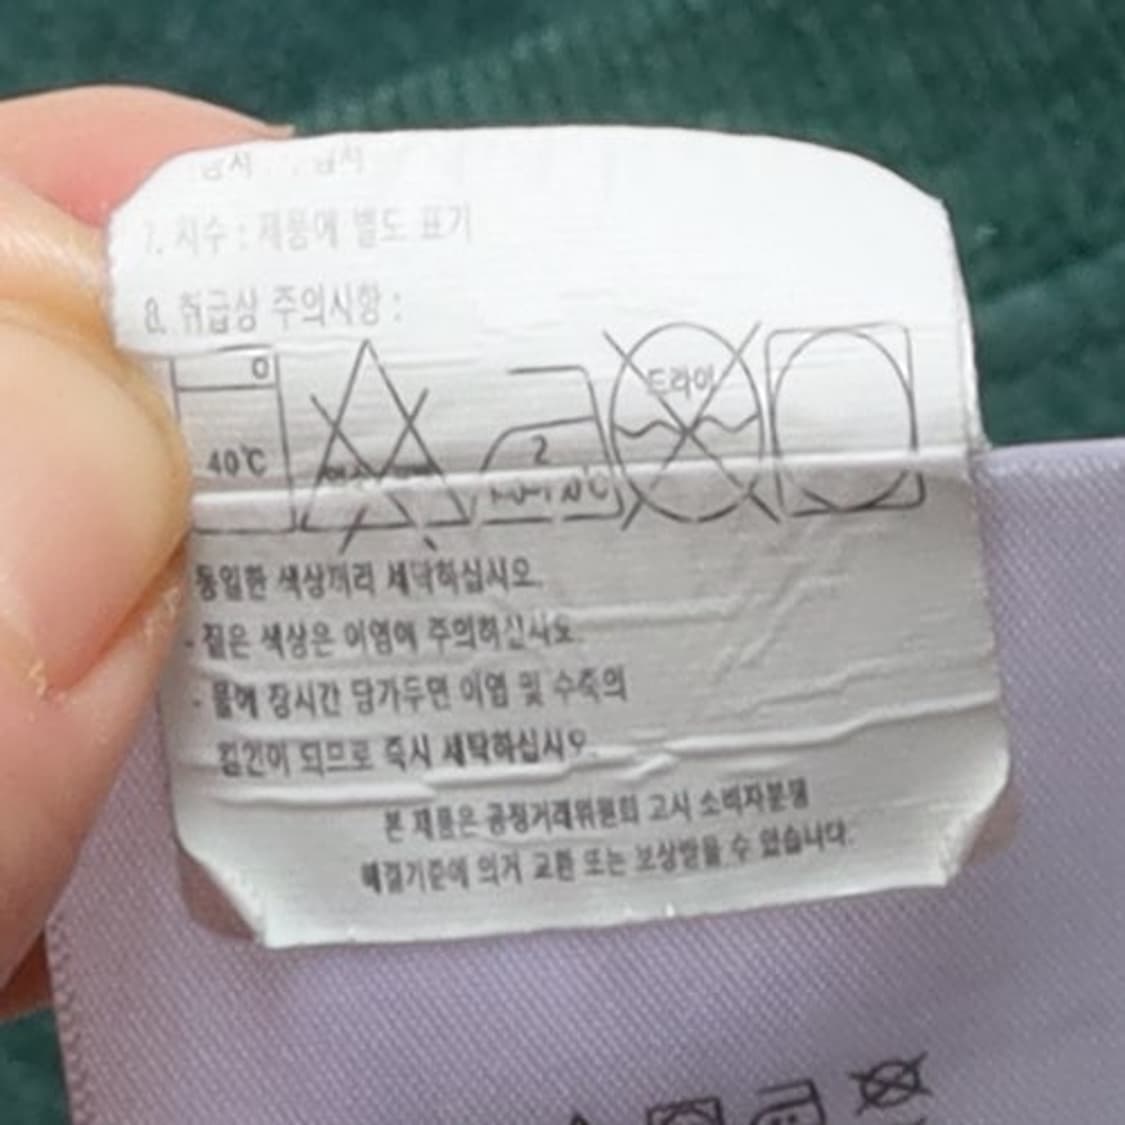 7. 치수 : 제품에 별도 표기
8. 취급상 주의사항 :
40℃
2
드라이
동일한 색상끼리 세탁하십시오.
- 짙은 색상은 이염에 주의하십시오.
- 물에 장시간 담가두면 이염 및 수축의
원인이 되므로 즉시 세탁하십시오.
본 제품은 공정거래위원회 고시 소비자분쟁
해결기준에 의거 교환 또는 보상받을 수 있습니다.